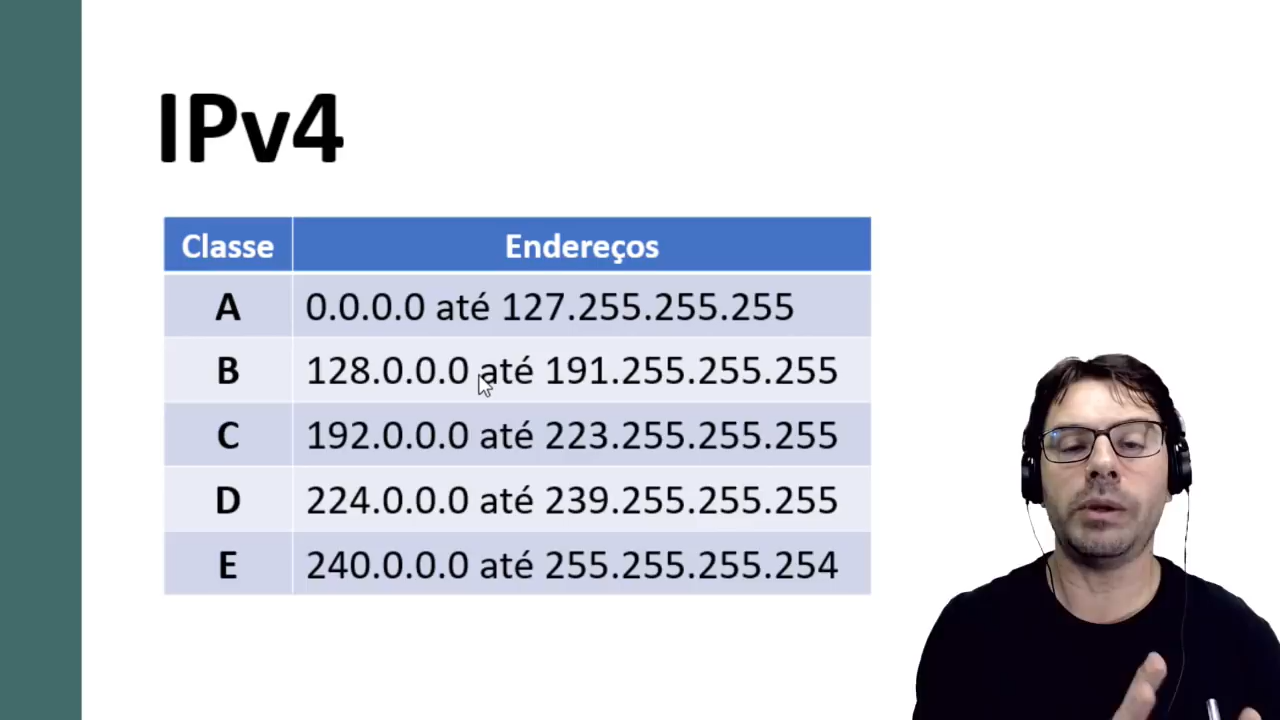 IPv4
Classe Endereços
A 0.0.0.0 até 127.255.255.255
B 128.0.0.0 até 191.255.255.255
C 192.0.0.0 até 223.255.255.255
D 224.0.0.0 até 239.255.255.255
E 240.0.0.0 até 255.255.255.254